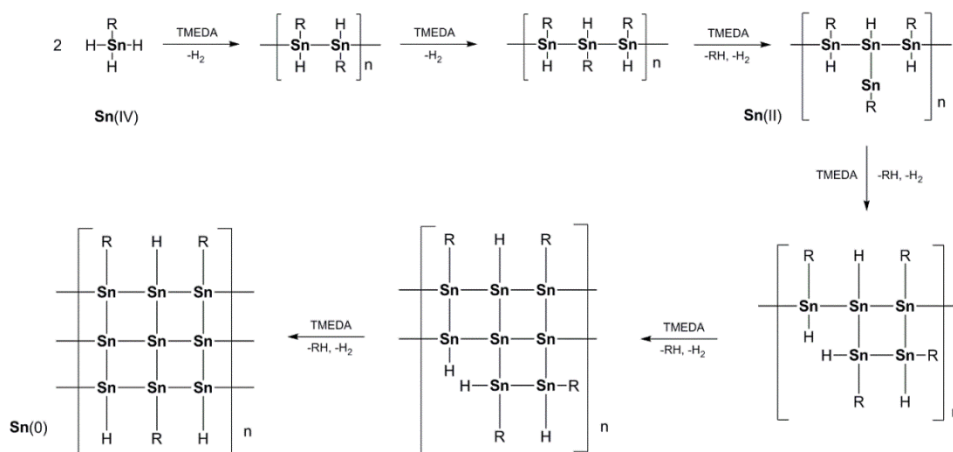 R
2 H-Sn-H
H
Sn(IV)
TMEDA
-H₂
R H
Sn Sn
H R
n
TMEDA
-H₂
R H R
Sn Sn Sn
H R H
n
TMEDA
-RH, -H₂
Sn(II)
R H R
Sn Sn Sn
H H
Sn
R
n
TMEDA -RH, -H₂
R H R
Sn Sn Sn
H
H Sn Sn R
R H
TMEDA
-RH, -H₂
R H R
Sn Sn Sn
Sn Sn Sn
H
H Sn Sn R
R H
n
TMEDA
-RH, -H₂
R H R
Sn Sn Sn
Sn Sn Sn
Sn Sn Sn
H R H
n
Sn(0)